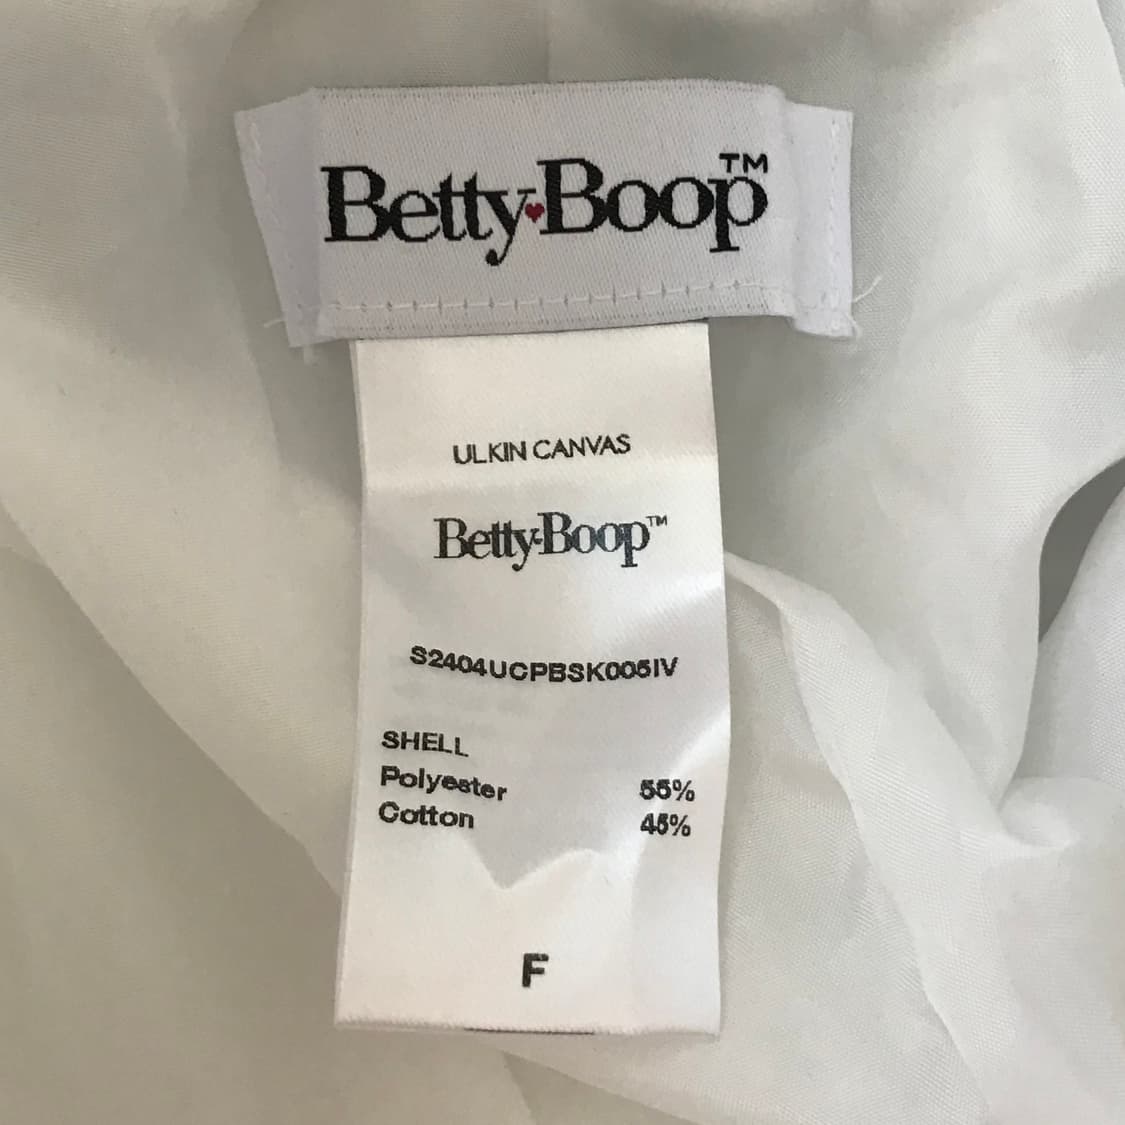 Betty♥Boop™
ULKIN CANVAS
Betty♥Boop™
S2404UCPBSK005IV
SHELL
Polyester 55%
Cotton 45%
F